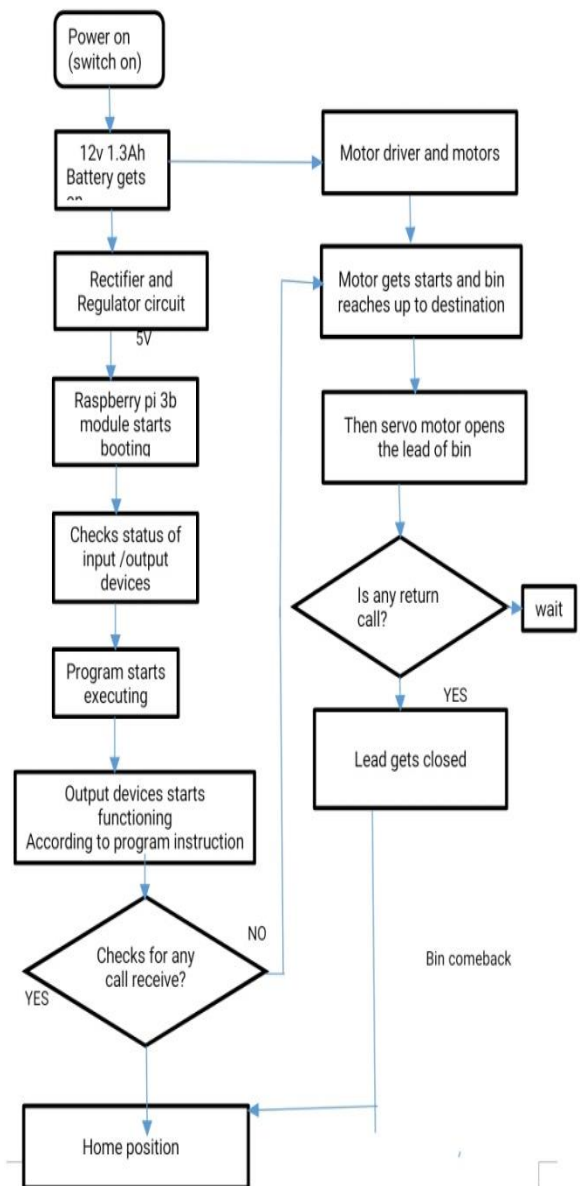 Power on
(switch on)
12v 1.3Ah
Battery gets
Rectifier and
Regulator circuit
5V
Raspberry pi 3b
module starts
booting
Checks status of
input /output
devices
Program starts
executing
Output devices starts
functioning
According to program instruction
Checks for any
call receive?
NO
YES
Home position
Motor driver and motors
Motor gets starts and bin
reaches up to destination
Then servo motor opens
the lead of bin
Is any return
call?
wait
YES
Lead gets closed
Bin comeback